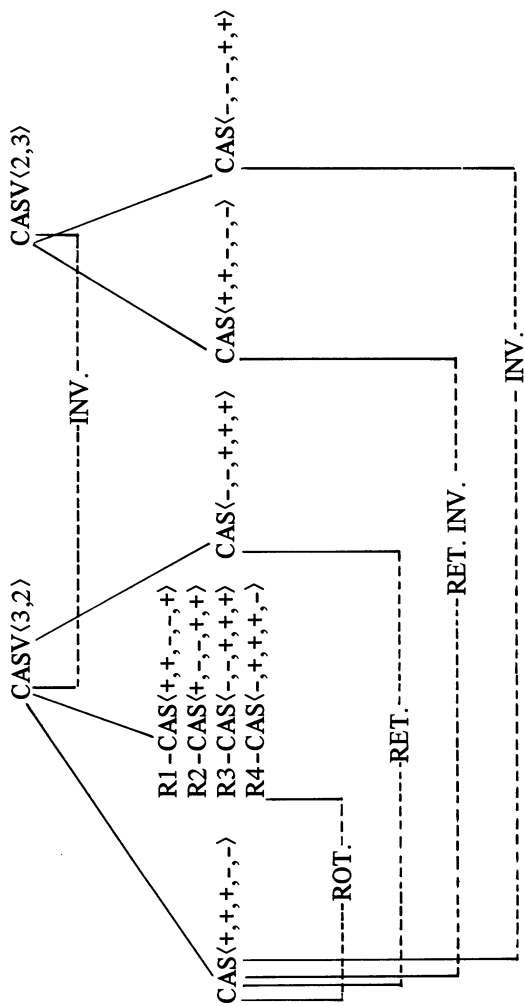 CASV⟨3,2⟩
CASV⟨2,3⟩
INV.
R1-CAS⟨+,+,-,-,+⟩
R2-CAS⟨+,-,-,+,+⟩
R3-CAS⟨-,-,+,+,+⟩
R4-CAS⟨-,+,+,+,-⟩
CAS⟨+,+,+,-,-⟩
CAS⟨-,-,+,+,+⟩
CAS⟨+,+,-,-,-⟩
CAS⟨-,-,-,+,+⟩
ROT.
RET.
RET. INV.
INV.